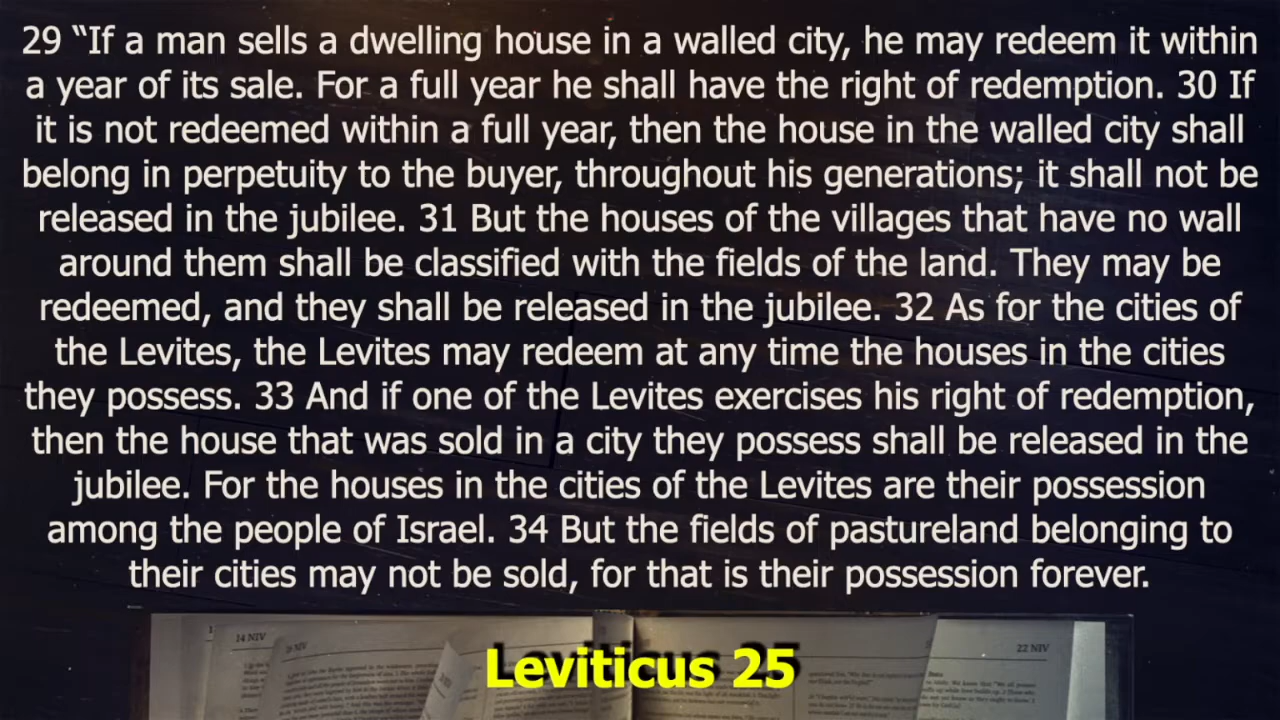 29 “If a man sells a dwelling house in a walled city, he may redeem it within
a year of its sale. For a full year he shall have the right of redemption. 30 If
it is not redeemed within a full year, then the house in the walled city shall
belong in perpetuity to the buyer, throughout his generations; it shall not be
released in the jubilee. 31 But the houses of the villages that have no wall
around them shall be classified with the fields of the land. They may be
redeemed, and they shall be released in the jubilee. 32 As for the cities of
the Levites, the Levites may redeem at any time the houses in the cities
they possess. 33 And if one of the Levites exercises his right of redemption,
then the house that was sold in a city they possess shall be released in the
jubilee. For the houses in the cities of the Levites are their possession
among the people of Israel. 34 But the fields of pastureland belonging to
their cities may not be sold, for that is their possession forever.
14 NIV
22 NIV
Leviticus 25